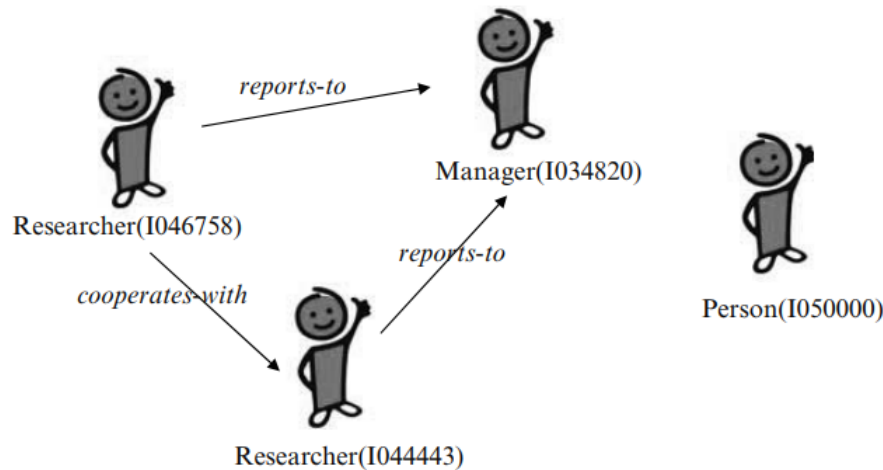 reports-to
Manager(I034820)
Researcher(I046758)
reports-to
cooperates-with
Person(I050000)
Researcher(I044443)